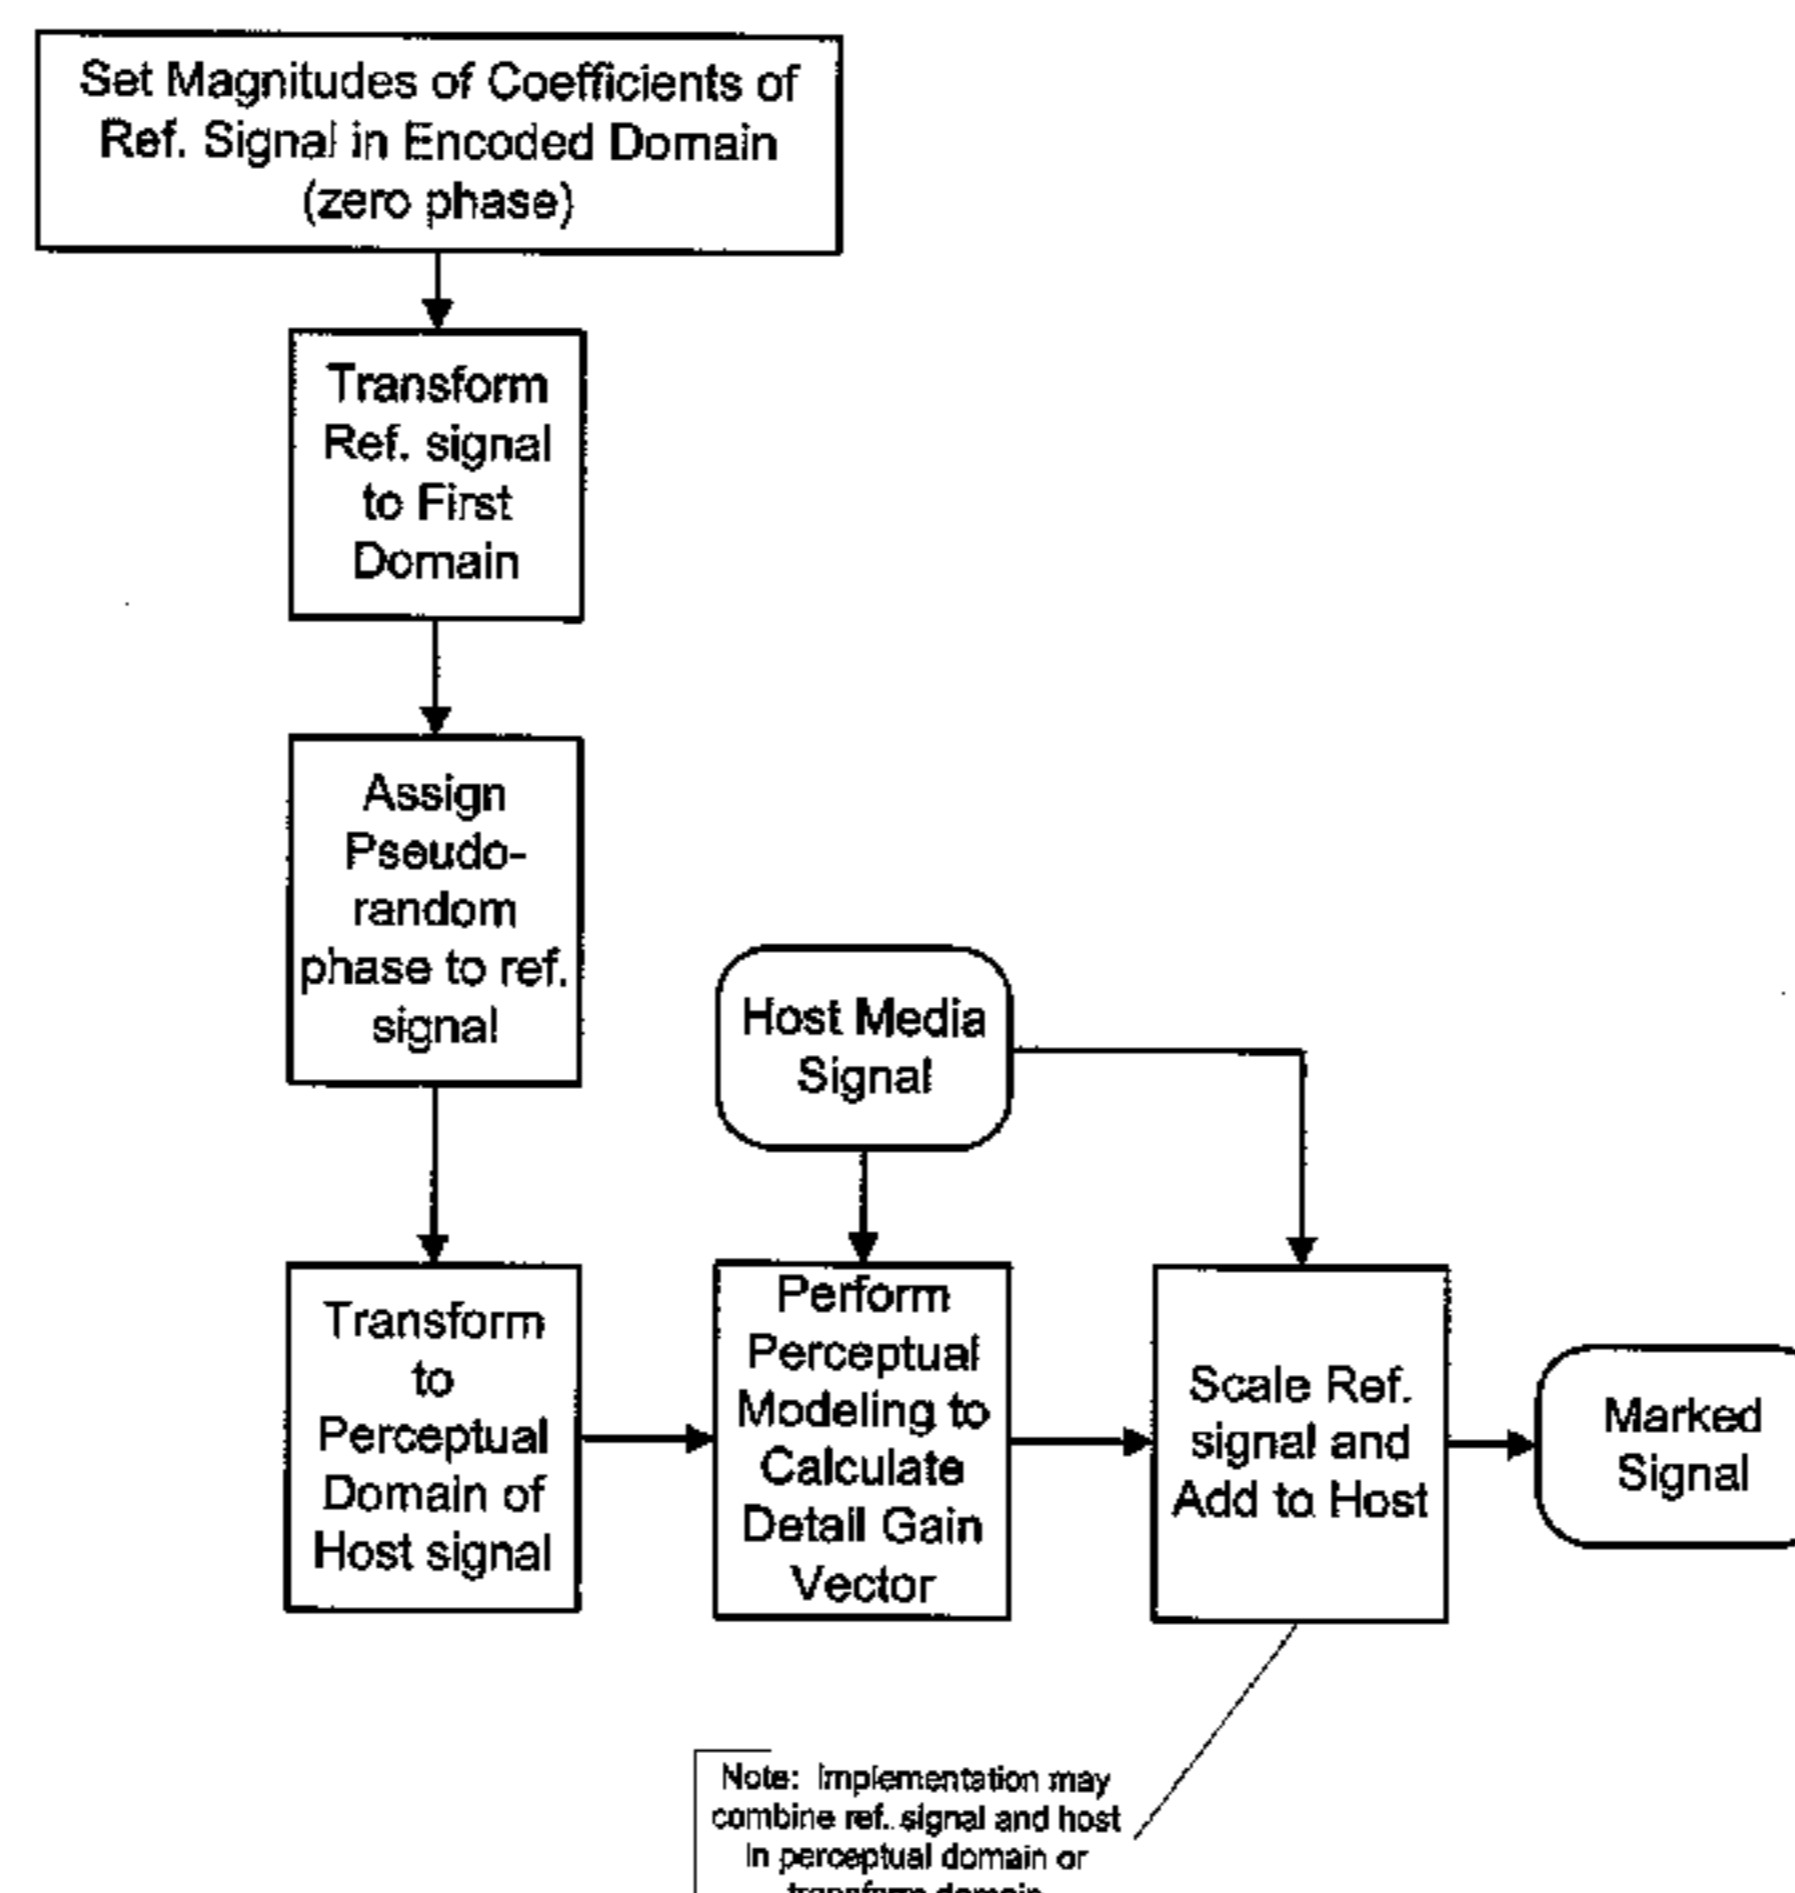 Set Magnitudes of Coefficients of
Ref. Signal in Encoded Domain
(zero phase)
Transform
Ref. signal
to First
Domain
Assign
Pseudo-
random
phase to ref.
signal
Host Media
Signal
Transform
to
Perceptual
Domain of
Host signal
Perform
Perceptual
Modeling to
Calculate
Detail Gain
Vector
Scale Ref.
signal and
Add to Host
Marked
Signal
Note: Implementation may
combine ref. signal and host
in perceptual domain or
transform domain